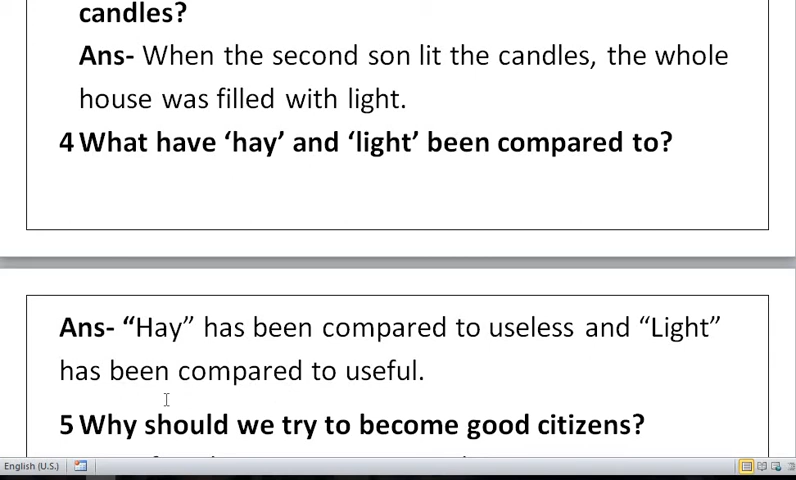 candles?
Ans- When the second son lit the candles, the whole
house was filled with light.
4 What have ‘hay’ and ‘light’ been compared to?
Ans- “Hay” has been compared to useless and “Light”
has been compared to useful.
5 Why should we try to become good citizens?
English (U.S.)